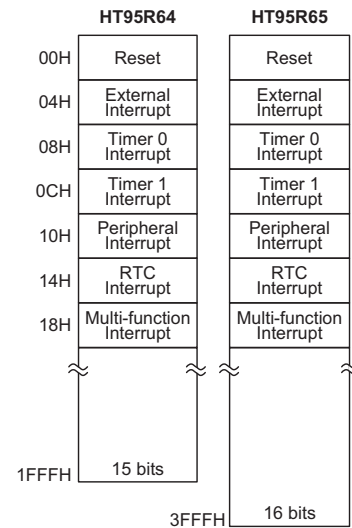 HT95R64 HT95R65
00H Reset Reset
04H External Interrupt External Interrupt
08H Timer 0 Interrupt Timer 0 Interrupt
0CH Timer 1 Interrupt Timer 1 Interrupt
10H Peripheral Interrupt Peripheral Interrupt
14H RTC Interrupt RTC Interrupt
18H Multi-function Interrupt Multi-function Interrupt
1FFFH 15 bits
3FFFH 16 bits